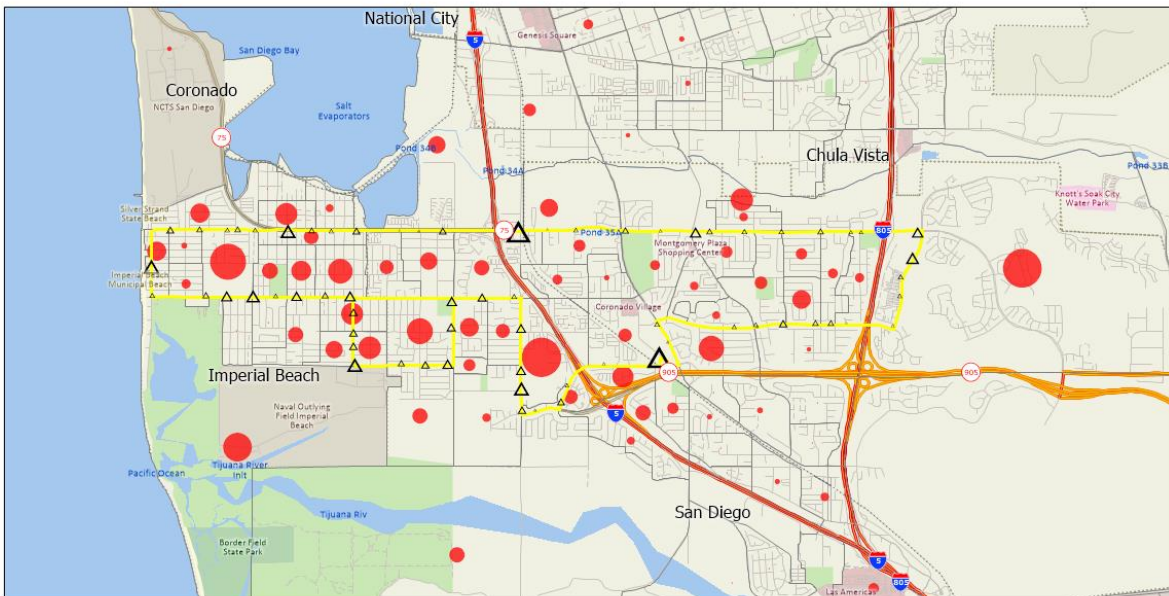 National City
5
Genesis Square
San Diego Bay
Coronado
NCTS San Diego
Salt
Evaporators
75
Pond 34B
Chula Vista
Pond 34A
Pond 33B
Knott's Soak City
Water Park
Silver Strand
State Beach
75
Pond 35A
805
Montgomery Plaza
Shopping Center
Imperial Beach
Municipal Beach
Coronado Village
Imperial Beach
905
905
Naval Outlying
Field Imperial
Beach
5
Pacific Ocean
Tijuana River
Inlt
Tijuana Riv
San Diego
Border Field
State Park
5
805
Las Americas